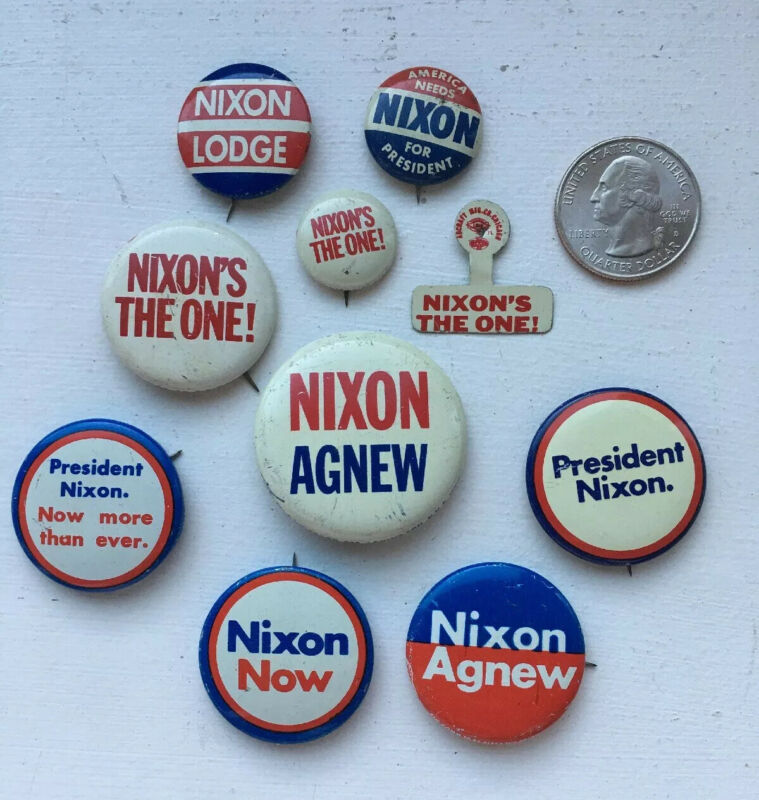 NIXON
LODGE
AMERICA
NEEDS
NIXON
FOR
PRESIDENT
UNITED STATES OF AMERICA
LIBERTY
IN
GOD WE
TRUST
QUARTER DOLLAR
NIXON'S
THE ONE!
NIXON'S
THE ONE!
NIXON'S
THE ONE!
NIXON
AGNEW
President
Nixon.
Now more
than ever.
President
Nixon.
Nixon
Now
Nixon
Agnew